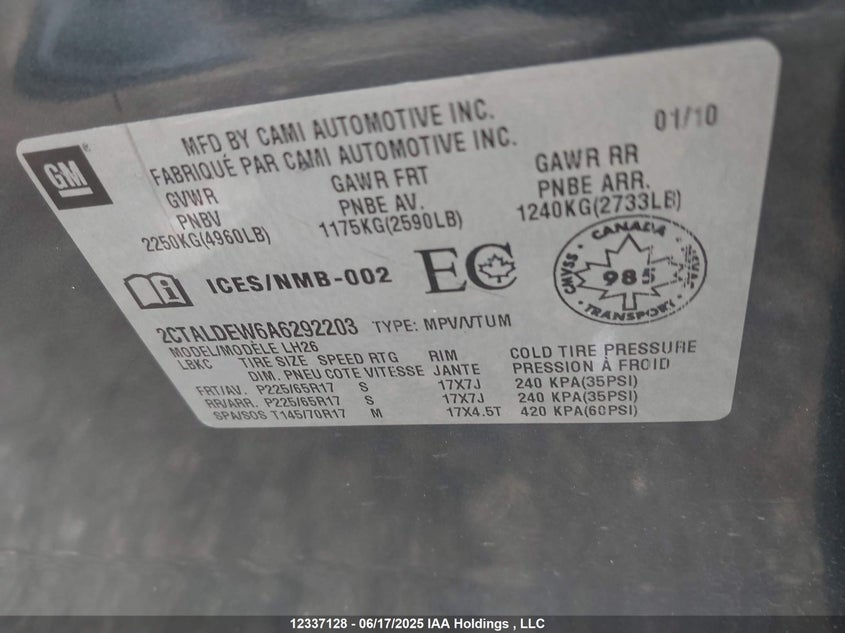 GM
®
MFD BY CAMI AUTOMOTIVE INC.
FABRIQUÉ PAR CAMI AUTOMOTIVE INC.
01/10
GVWR
PNBV
2250KG(4960LB)
GAWR FRT
PNBE AV.
1175KG(2590LB)
GAWR RR
PNBE ARR.
1240KG(2733LB)
i ICES/NMB-002 EC
CANADA
CMVSS 985 NSVAC
TRANSPORT
2CTALDEW6A6292203 TYPE: MPV/VTUM
MODEL/MODÈLE LH26
LBKC TIRE SIZE SPEED RTG RIM COLD TIRE PRESSURE
DIM. PNEU COTE VITESSE JANTE PRESSION À FROID
FRT/AV. P225/65R17 S 17X7J 240 KPA(35PSI)
RR/ARR. P225/65R17 S 17X7J 240 KPA(35PSI)
SPA/SOS T145/70R17 M 17X4.5T 420 KPA(60PSI)
12337128 - 06/17/2025 IAA Holdings , LLC